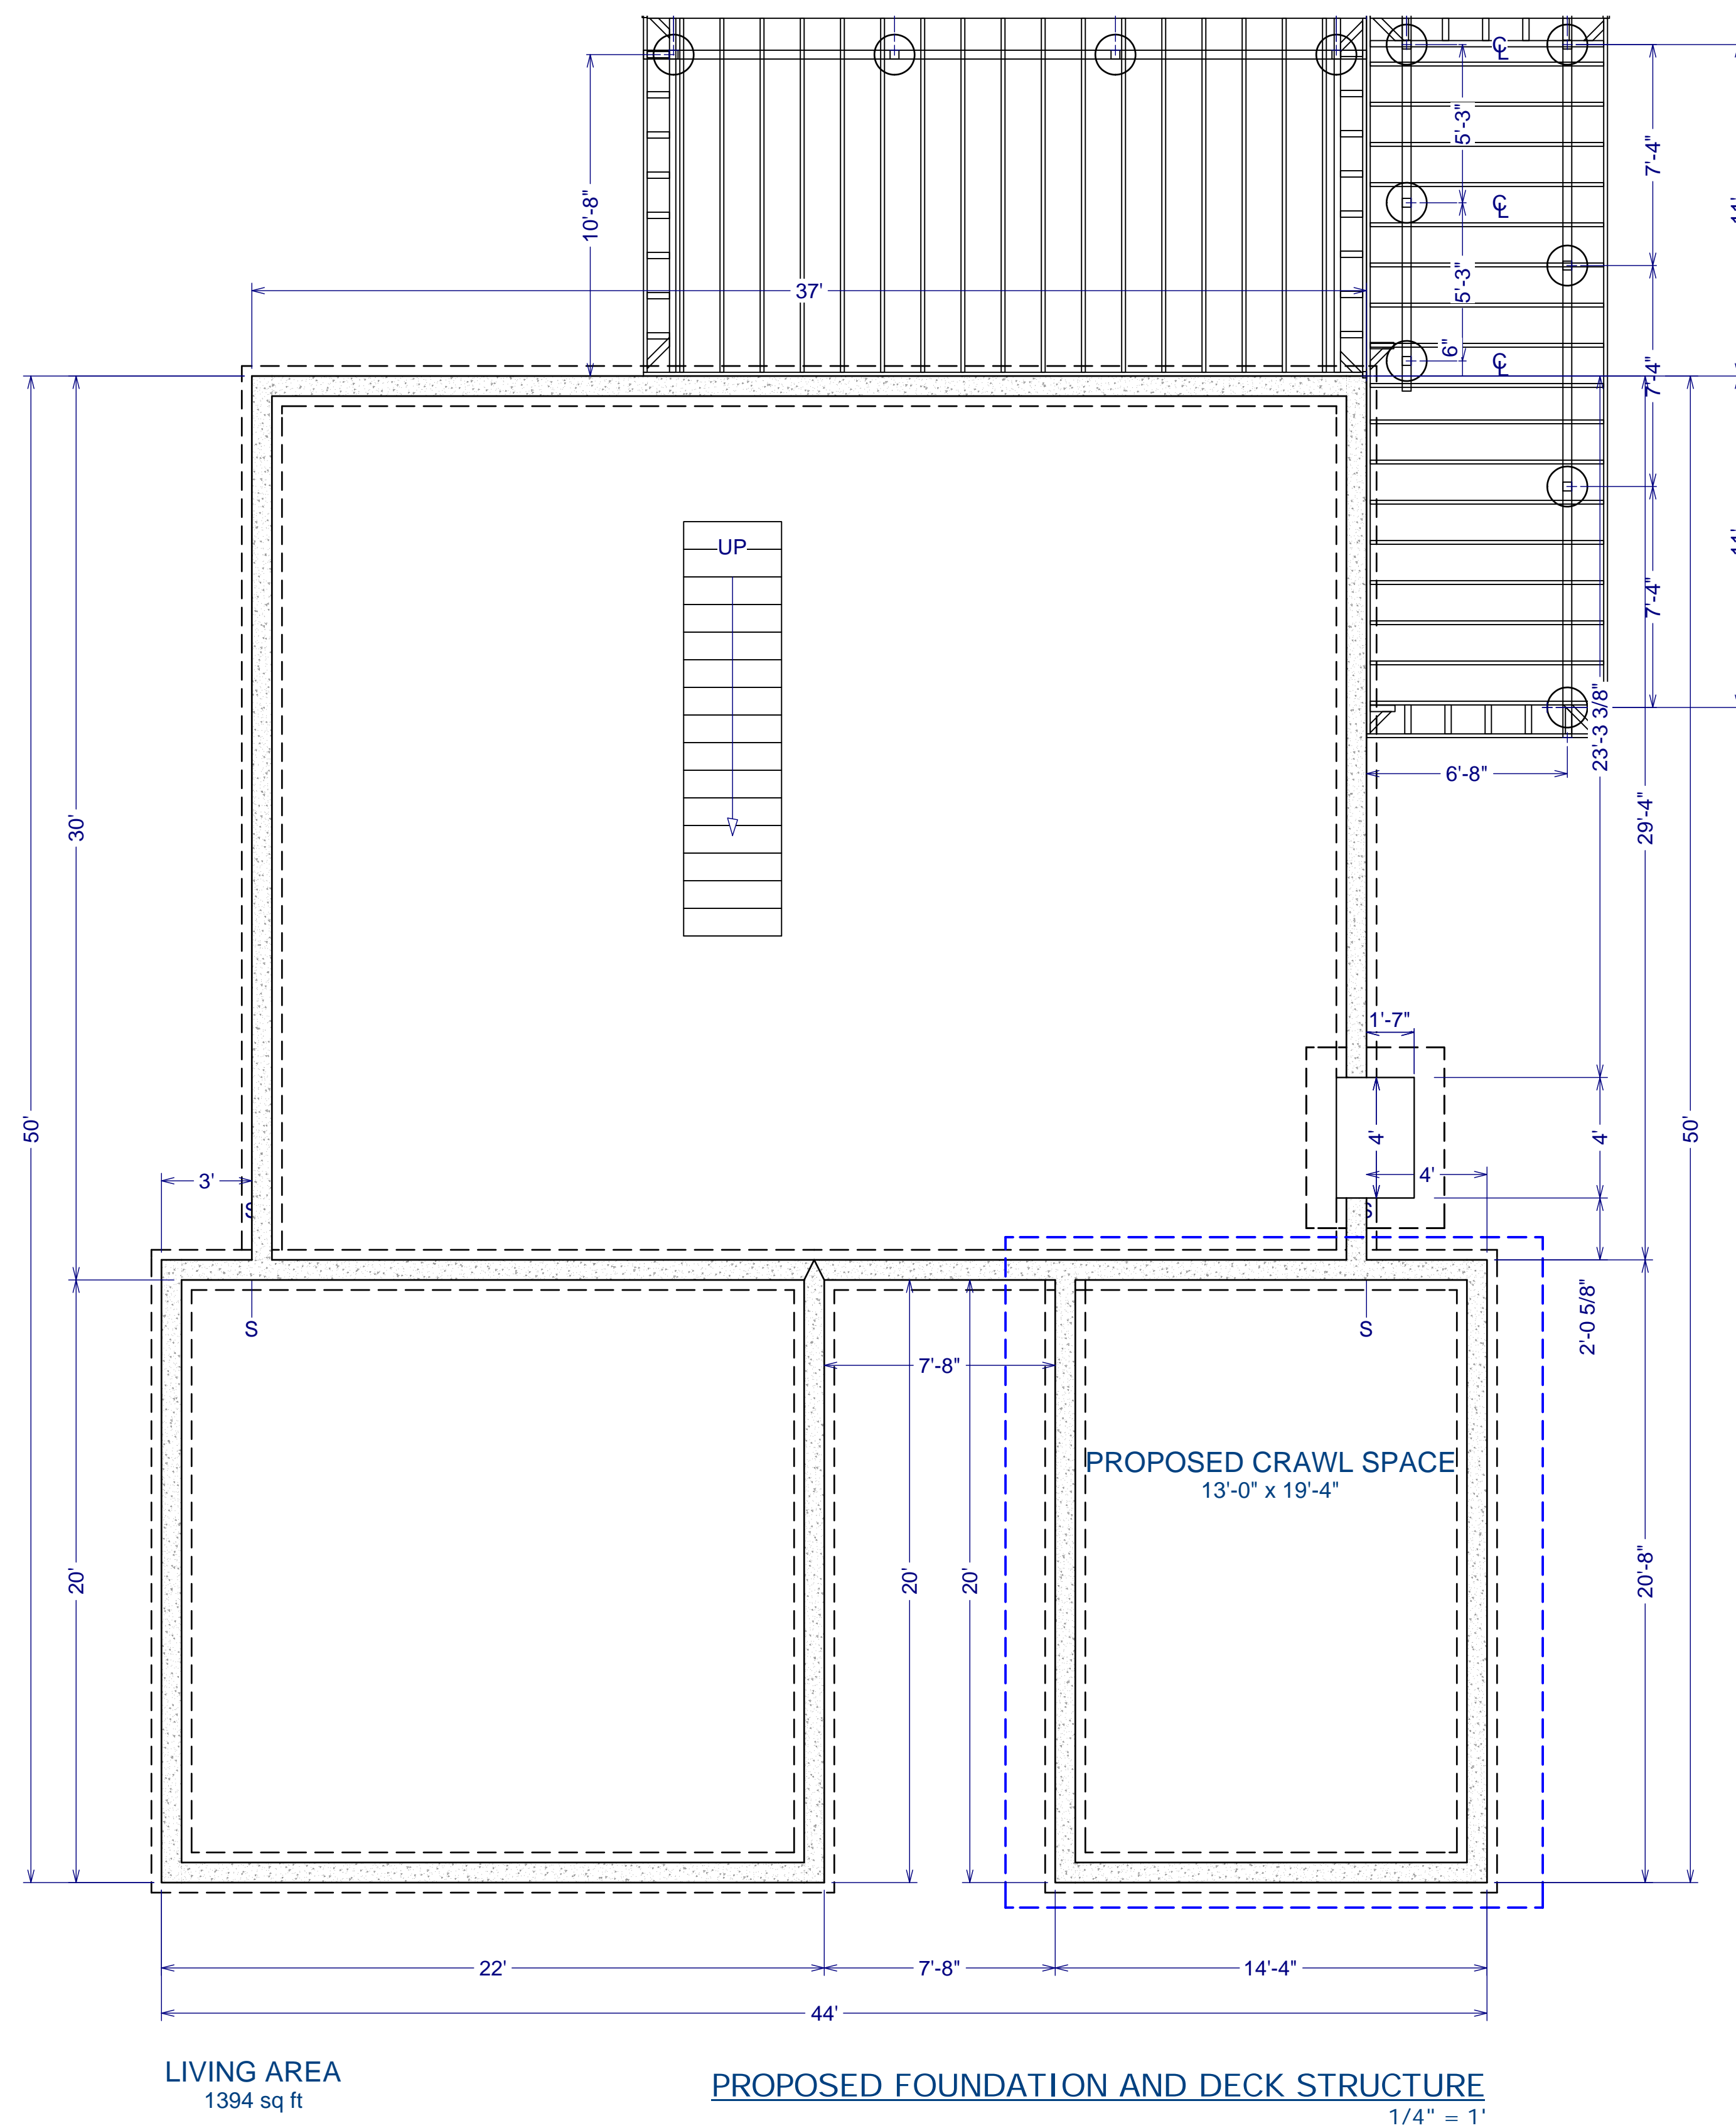 ℄
℄
℄
5'-3"
5'-3"
6"
7'-4"
7'-4"
7'-4"
10'-8"
37'
UP
23'-3 3/8"
6'-8"
29'-4"
30'
50'
1'-7"
4'
4'
4'
50'
3'
S
S
S
S
2'-0 5/8"
7'-8"
PROPOSED CRAWL SPACE
13'-0" x 19'-4"
20'
20'
20'
20'-8"
22'
7'-8"
14'-4"
44'
LIVING AREA
1394 sq ft
PROPOSED FOUNDATION AND DECK STRUCTURE
1/4" = 1'